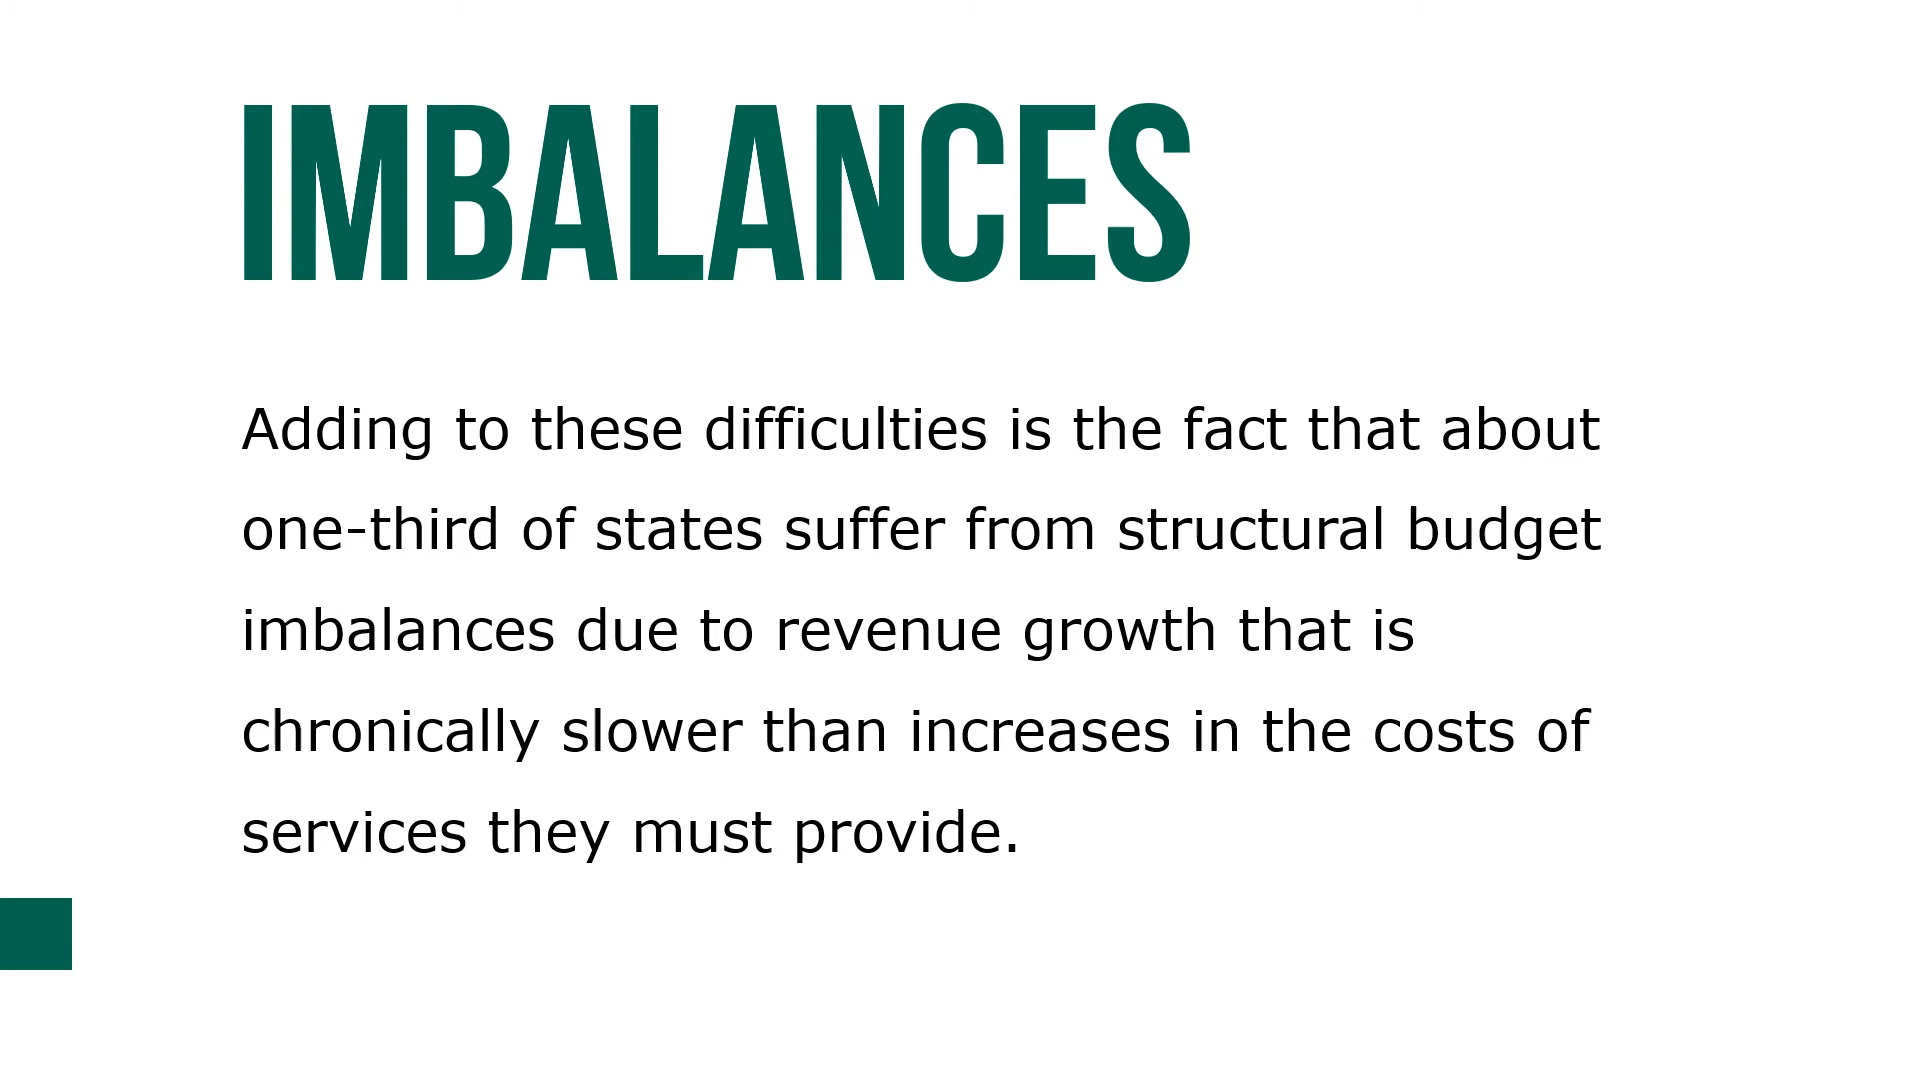 IMBALANCES
Adding to these difficulties is the fact that about
one-third of states suffer from structural budget
imbalances due to revenue growth that is
chronically slower than increases in the costs of
services they must provide.